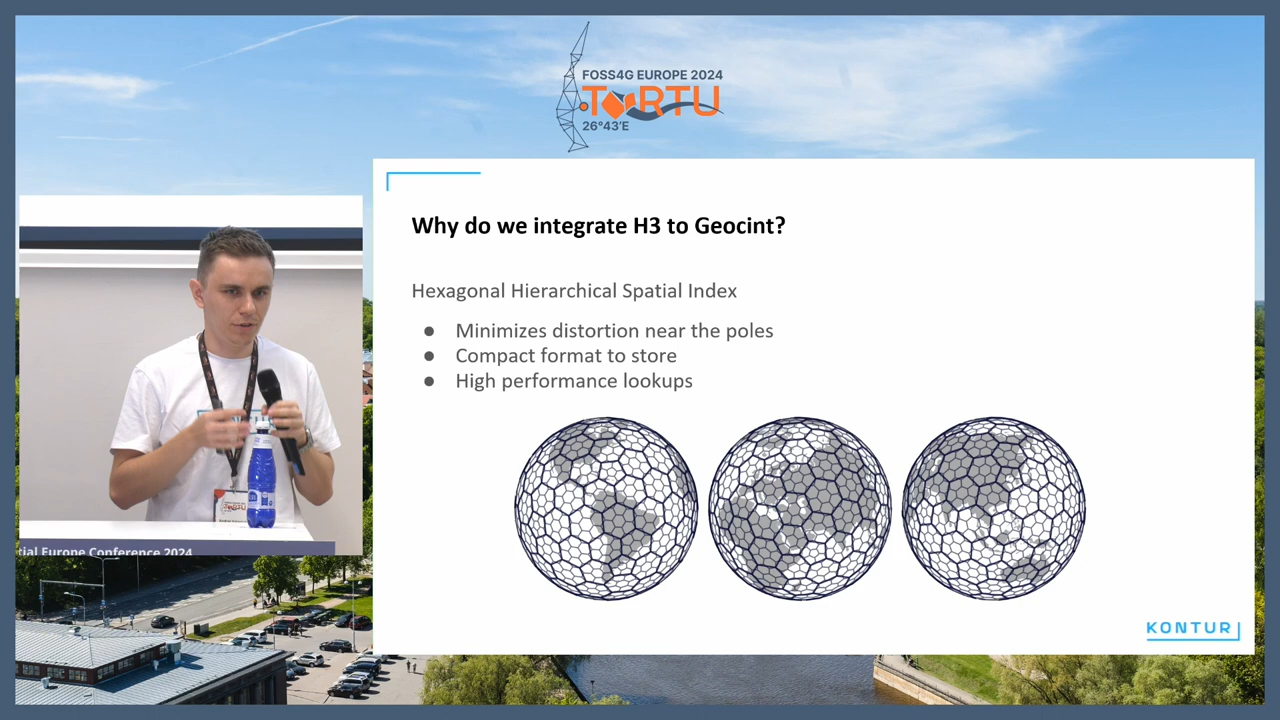 FOSS4G EUROPE 2024
TORTU
26°43'E
Why do we integrate H3 to Geocint?
Hexagonal Hierarchical Spatial Index
● Minimizes distortion near the poles
● Compact format to store
● High performance lookups
KONTUR
tial Europe Conference 2024